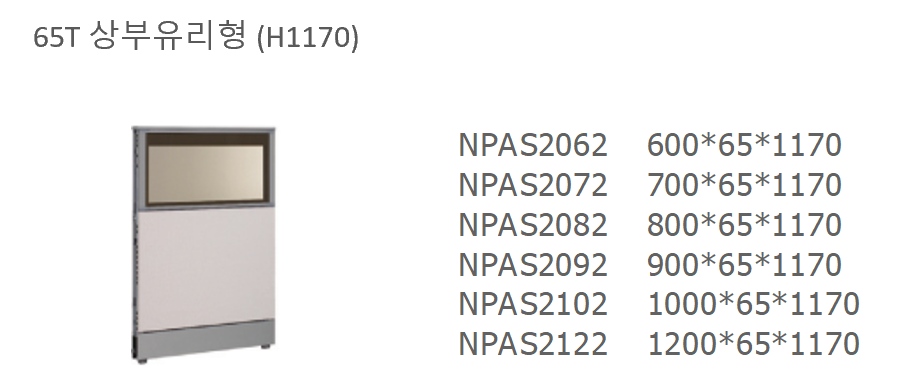 65T 상부유리형 (H1170)
NPAS2062 600*65*1170
NPAS2072 700*65*1170
NPAS2082 800*65*1170
NPAS2092 900*65*1170
NPAS2102 1000*65*1170
NPAS2122 1200*65*1170